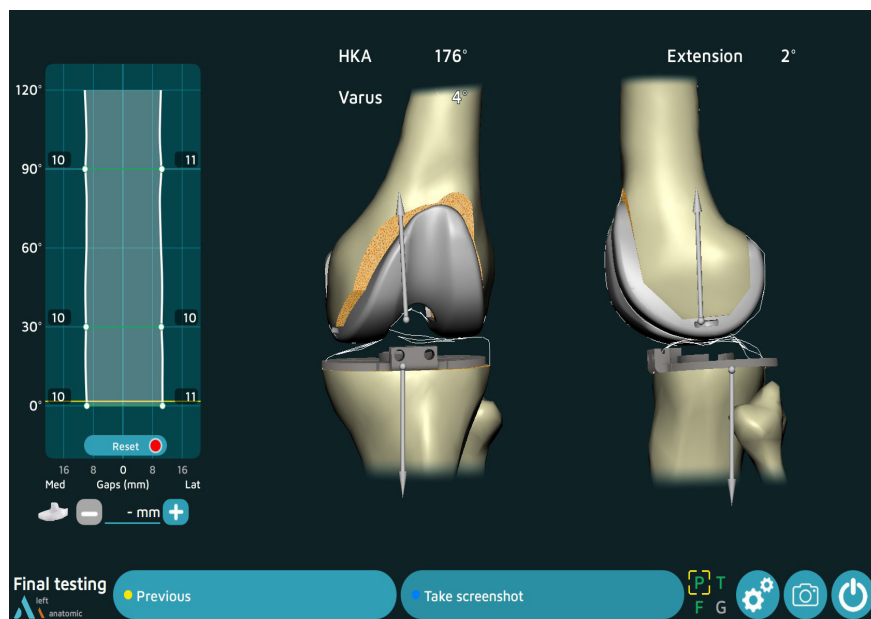 HKA 176°
Varus 4°
Extension 2°
120°
90°
60°
30°
0°
10 11
10 10
10 11
Reset
16 8 0 8 16
Med Gaps (mm) Lat
- mm +
Final testing
left
anatomic
Previous
Take screenshot
P T
F G